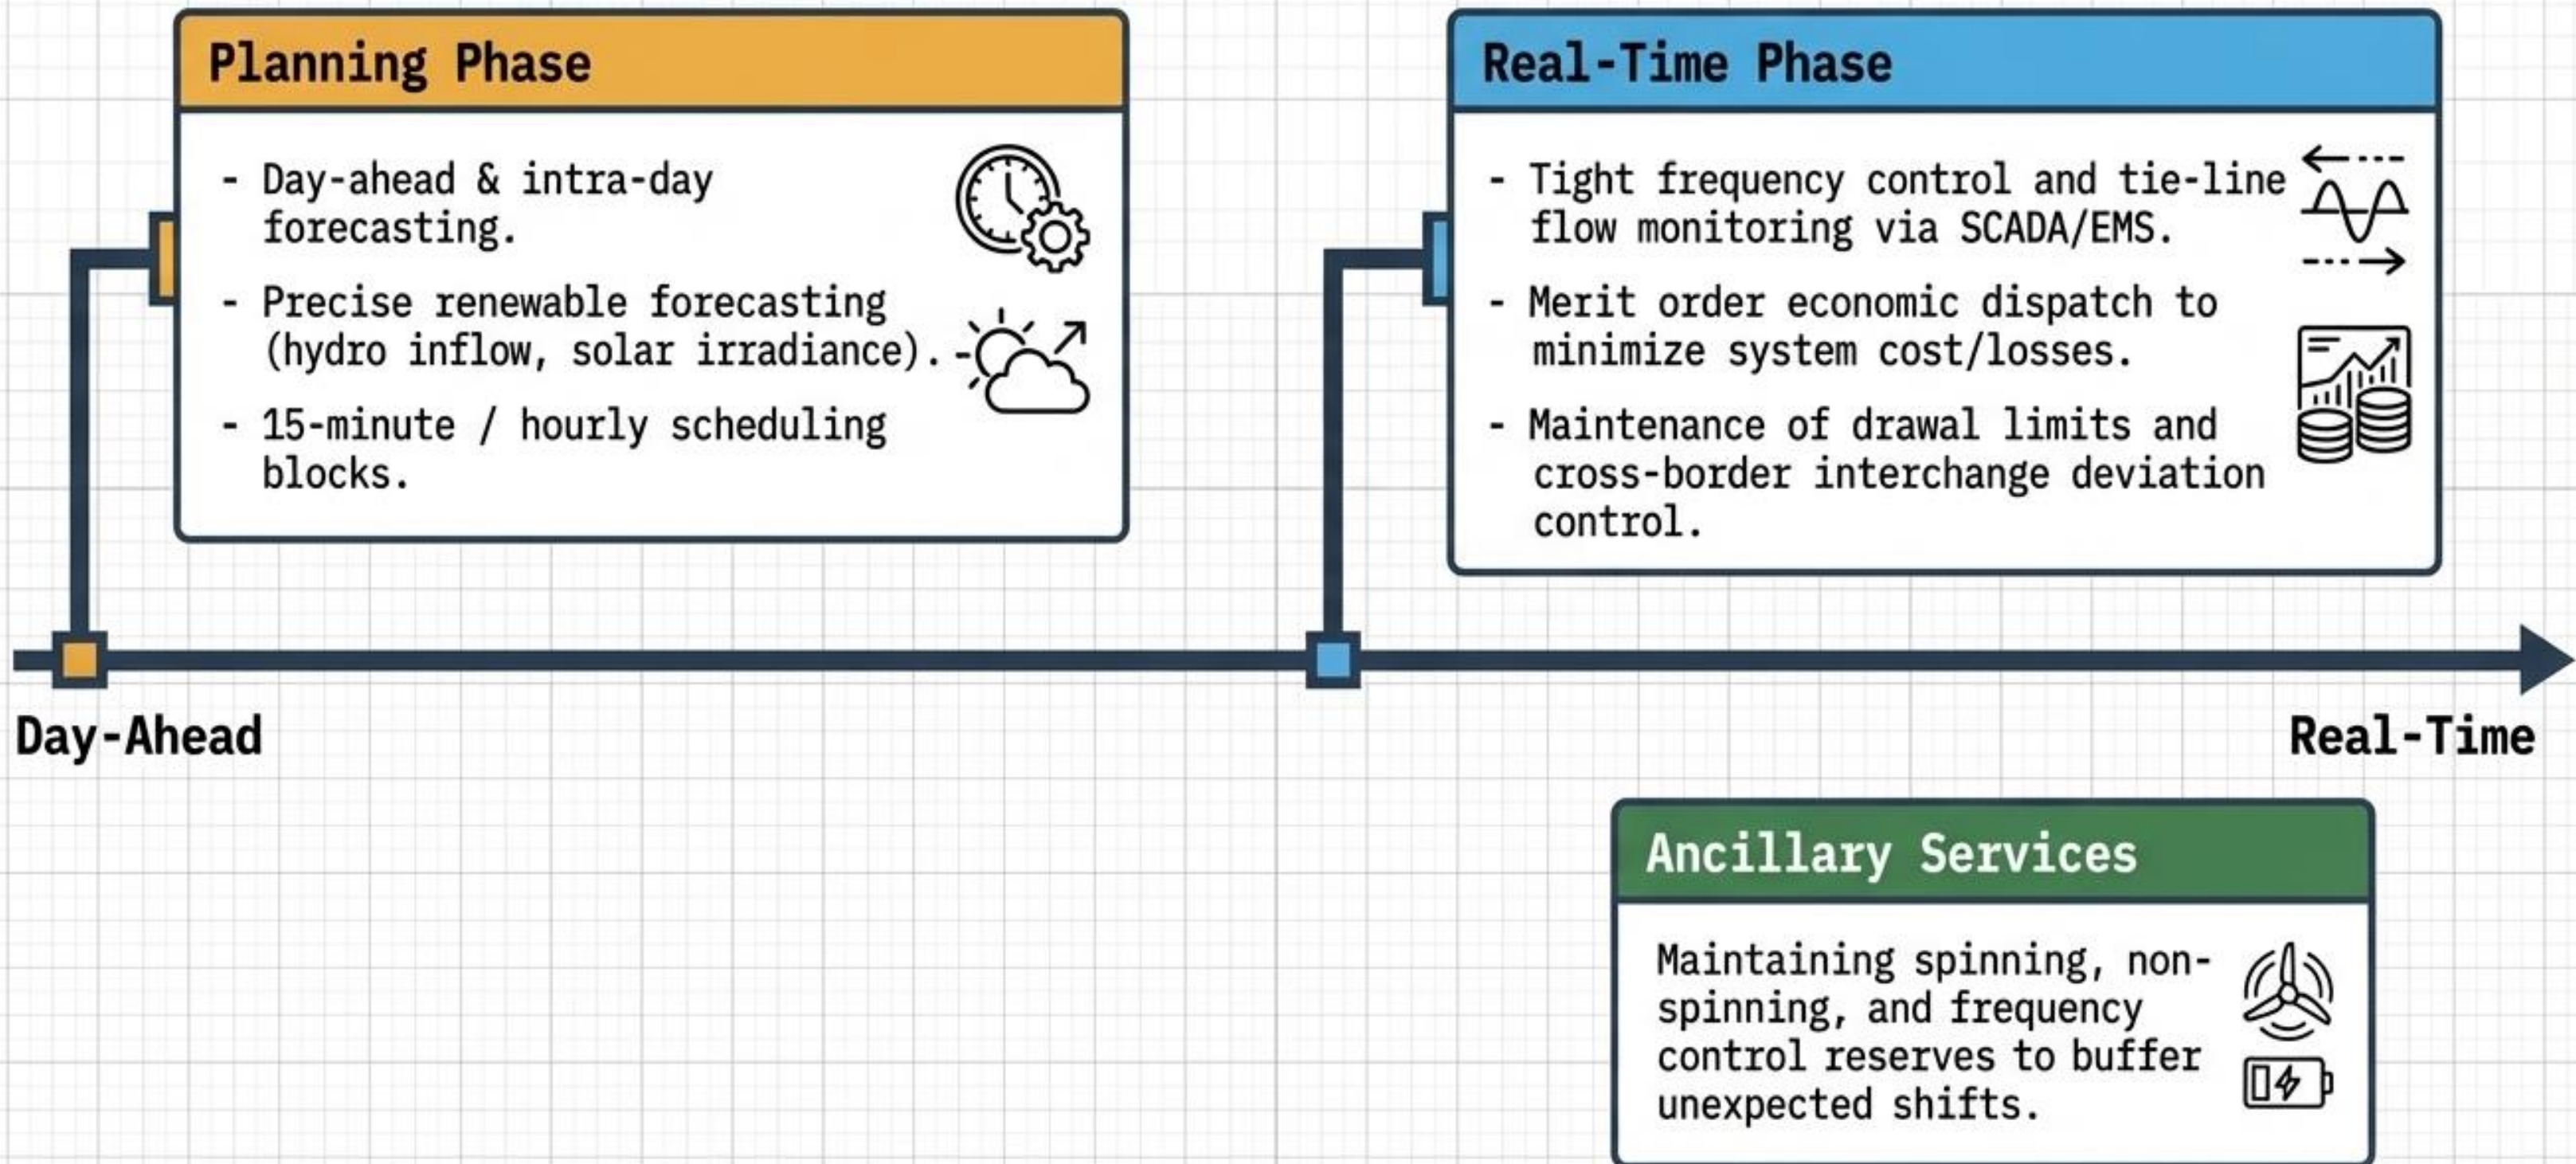 Planning Phase
- Day-ahead & intra-day
forecasting.
- Precise renewable forecasting
(hydro inflow, solar irradiance).
- 15-minute / hourly scheduling
blocks.
Real-Time Phase
- Tight frequency control and tie-line
flow monitoring via SCADA/EMS.
- Merit order economic dispatch to
minimize system cost/losses.
- Maintenance of drawal limits and
cross-border interchange deviation
control.
Day-Ahead
Real-Time
Ancillary Services
Maintaining spinning, non-
spinning, and frequency
control reserves to buffer
unexpected shifts.